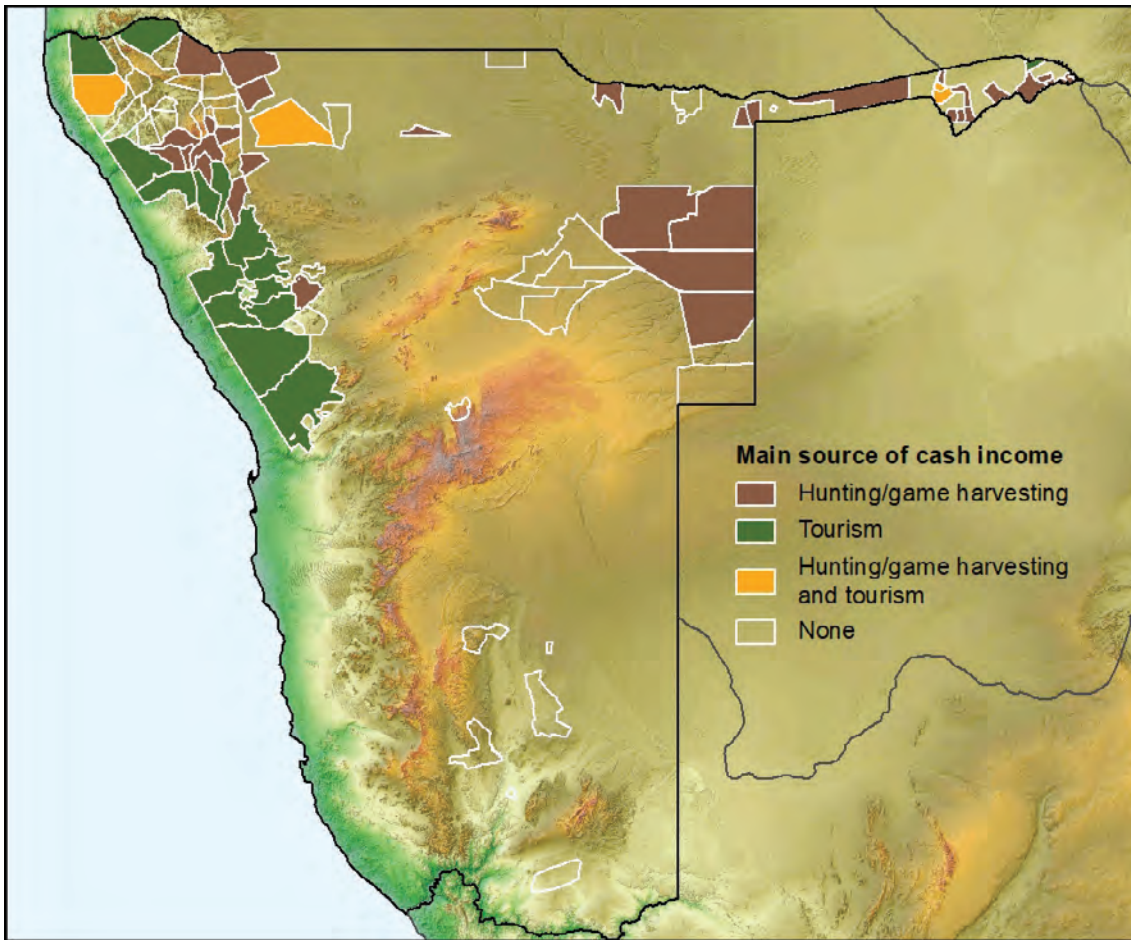 Main source of cash income
Hunting/game harvesting
Tourism
Hunting/game harvesting
and tourism
None